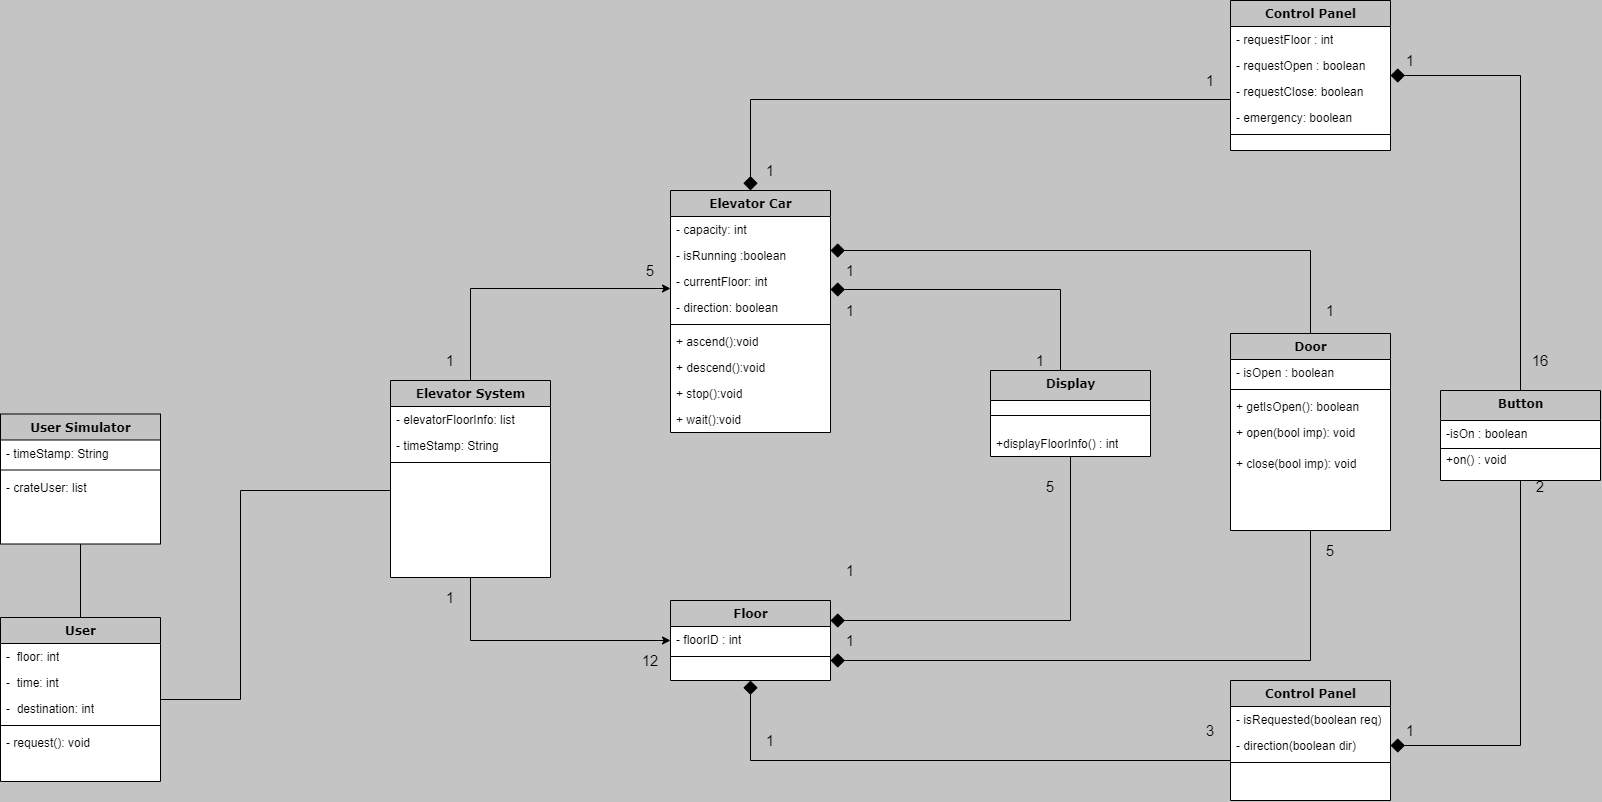 Control Panel
- requestFloor : int
- requestOpen : boolean
- requestClose: boolean
- emergency: boolean
1
1
1
Elevator Car
- capacity: int
- isRunning :boolean
- currentFloor: int
- direction: boolean
+ ascend():void
+ descend():void
+ stop():void
+ wait():void
5
1
1
1
1
1
16
Display
+displayFloorInfo() : int
5
Door
- isOpen : boolean
+ getIsOpen(): boolean
+ open(bool imp): void
+ close(bool imp): void
5
Button
-isOn : boolean
+on() : void
2
Elevator System
- elevatorFloorInfo: list
- timeStamp: String
1
User Simulator
- timeStamp: String
- crateUser: list
User
-  floor: int
-  time: int
-  destination: int
- request(): void
1
Floor
- floorID : int
1
12
1
3
1
Control Panel
- isRequested(boolean req)
- direction(boolean dir)